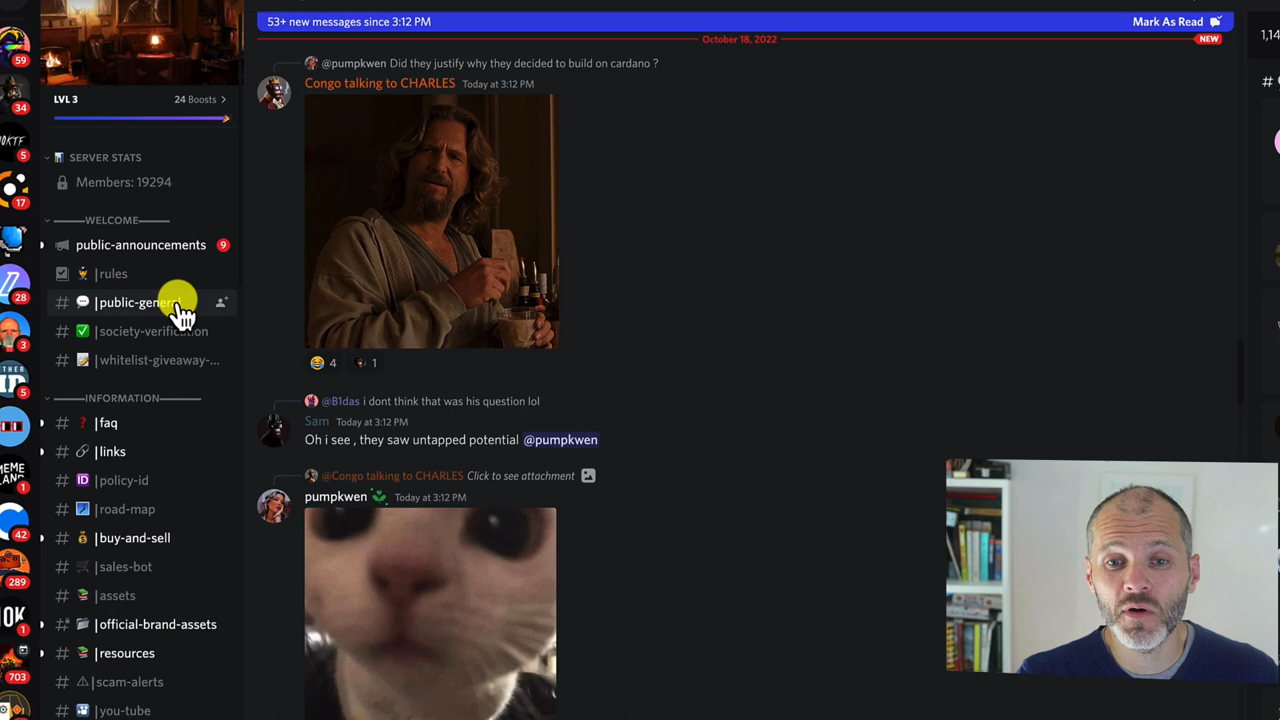 53+ new messages since 3:12 PM
Mark As Read
October 18, 2022
NEW
1,14
59
34
5
17
28
3
5
1
42
289
1
703
LVL 3
24 Boosts
SERVER STATS
Members: 19294
WELCOME
public-announcements
9
|rules
|public-general
|society-verification
|whitelist-giveaway-...
INFORMATION
|faq
|links
ID |policy-id
|road-map
|buy-and-sell
|sales-bot
|assets
|official-brand-assets
|resources
|scam-alerts
|you-tube
@pumpkwen Did they justify why they decided to build on cardano ?
Congo talking to CHARLES Today at 3:12 PM
4
1
@B1das i dont think that was his question lol
Sam Today at 3:12 PM
Oh i see , they saw untapped potential @pumpkwen
@Congo talking to CHARLES Click to see attachment
pumpkwen Today at 3:12 PM
MEME
LAND